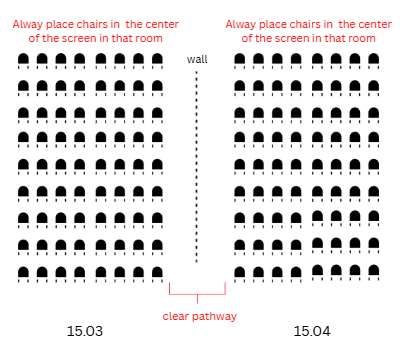 Alway place chairs in the center
of the screen in that room
Alway place chairs in the center
of the screen in that room
wall
clear pathway
15.03
15.04